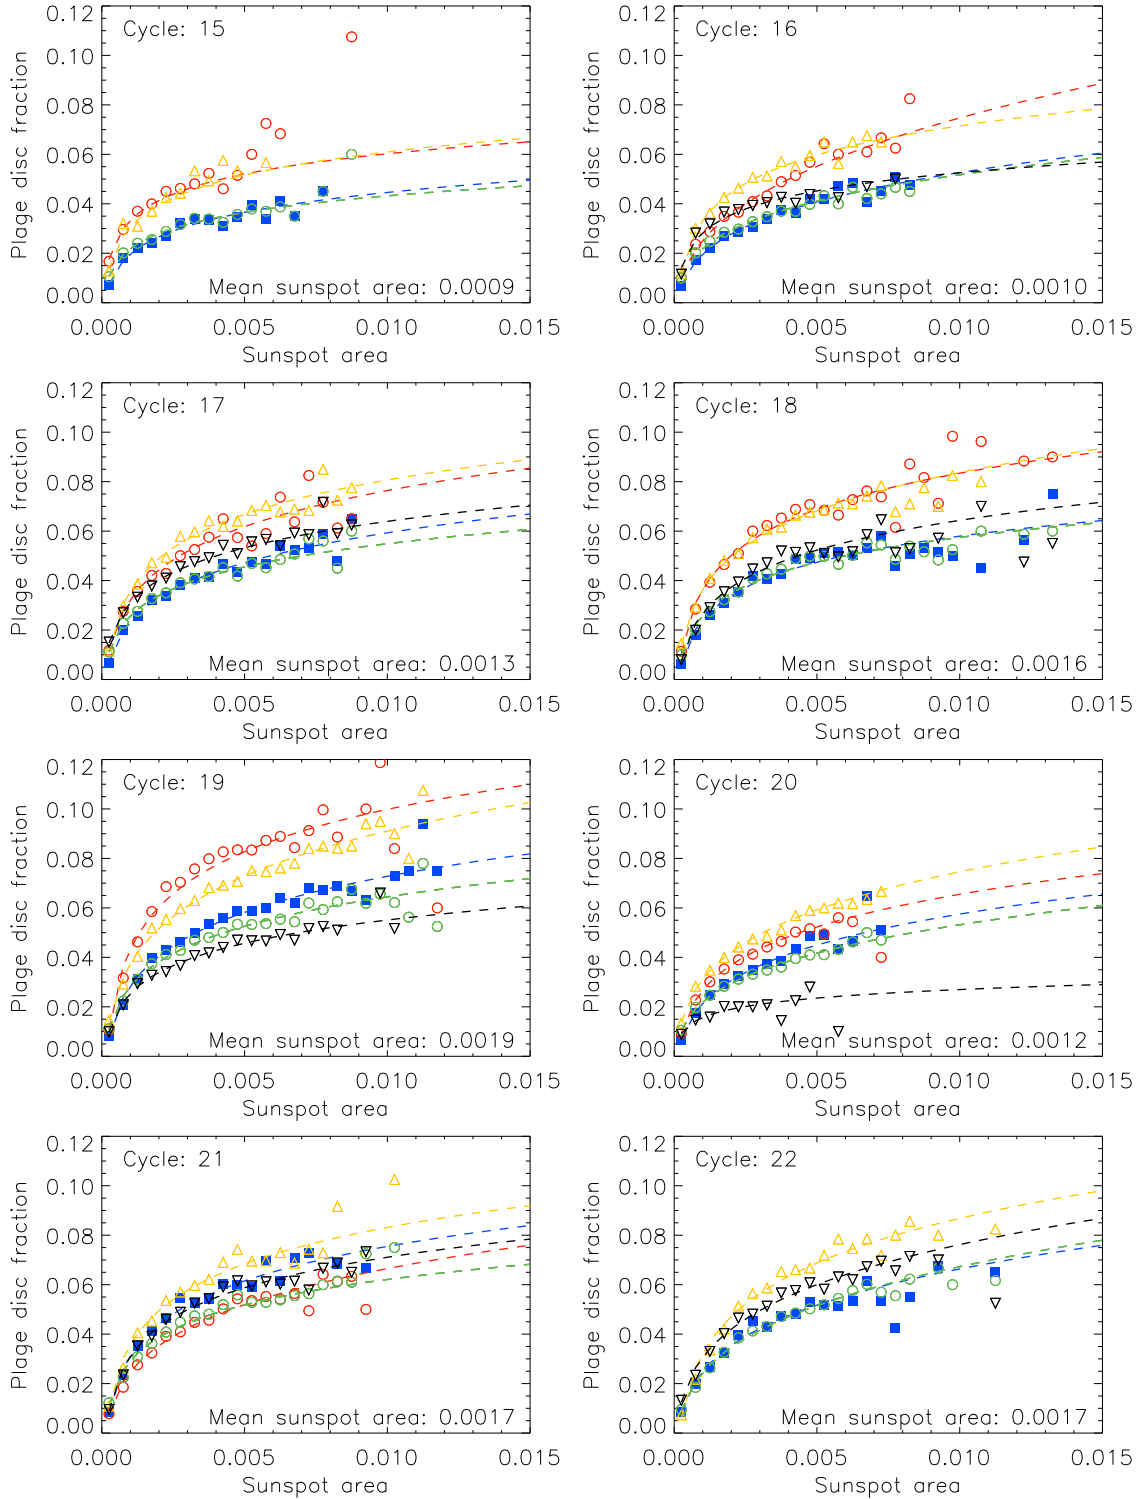 Cycle: 15
Plage disc fraction
0.12
0.10
0.08
0.06
0.04
0.02
0.00
Mean sunspot area: 0.0009
0.000 0.005 0.010 0.015
Sunspot area
Cycle: 16
Plage disc fraction
0.12
0.10
0.08
0.06
0.04
0.02
0.00
Mean sunspot area: 0.0010
0.000 0.005 0.010 0.015
Sunspot area
Cycle: 17
Plage disc fraction
0.12
0.10
0.08
0.06
0.04
0.02
0.00
Mean sunspot area: 0.0013
0.000 0.005 0.010 0.015
Sunspot area
Cycle: 18
Plage disc fraction
0.12
0.10
0.08
0.06
0.04
0.02
0.00
Mean sunspot area: 0.0016
0.000 0.005 0.010 0.015
Sunspot area
Cycle: 19
Plage disc fraction
0.12
0.10
0.08
0.06
0.04
0.02
0.00
Mean sunspot area: 0.0019
0.000 0.005 0.010 0.015
Sunspot area
Cycle: 20
Plage disc fraction
0.12
0.10
0.08
0.06
0.04
0.02
0.00
Mean sunspot area: 0.0012
0.000 0.005 0.010 0.015
Sunspot area
Cycle: 21
Plage disc fraction
0.12
0.10
0.08
0.06
0.04
0.02
0.00
Mean sunspot area: 0.0017
0.000 0.005 0.010 0.015
Sunspot area
Cycle: 22
Plage disc fraction
0.12
0.10
0.08
0.06
0.04
0.02
0.00
Mean sunspot area: 0.0017
0.000 0.005 0.010 0.015
Sunspot area